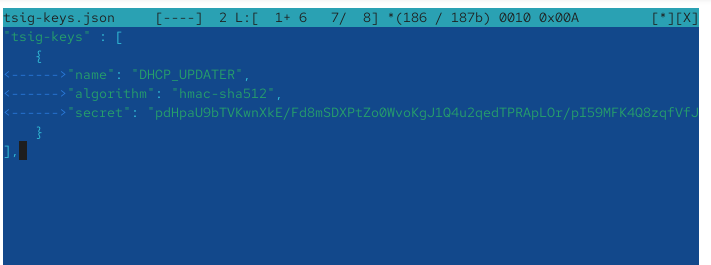 tsig-keys.json [----] 2 L:[ 1+ 6 7/ 8] *(186 / 187b) 0010 0x00A [*][X]
"tsig-keys" : [
{
<------>"name": "DHCP_UPDATER",
<------>"algorithm": "hmac-sha512",
<------>"secret": "pdHpaU9bTVKwnXkE/Fd8mSDXPtZo0WvoKgJ1Q4u2qedTPRApLOr/pI59MFK4Q8zqfVfJ
}
],